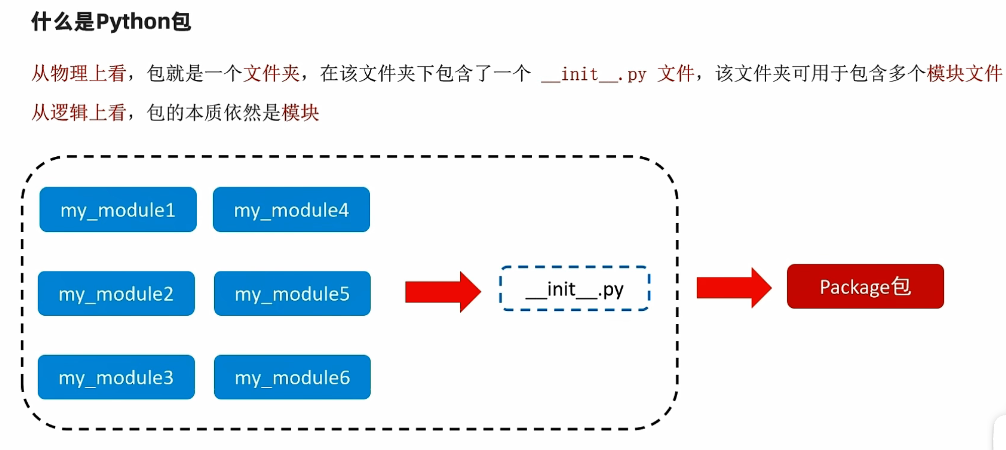 什么是Python包
从物理上看，包就是一个文件夹，在该文件夹下包含了一个 __init__.py 文件，该文件夹可用于包含多个模块文件
从逻辑上看，包的本质依然是模块
my_module1 my_module4
my_module2 my_module5
__init__.py
Package包
my_module3 my_module6